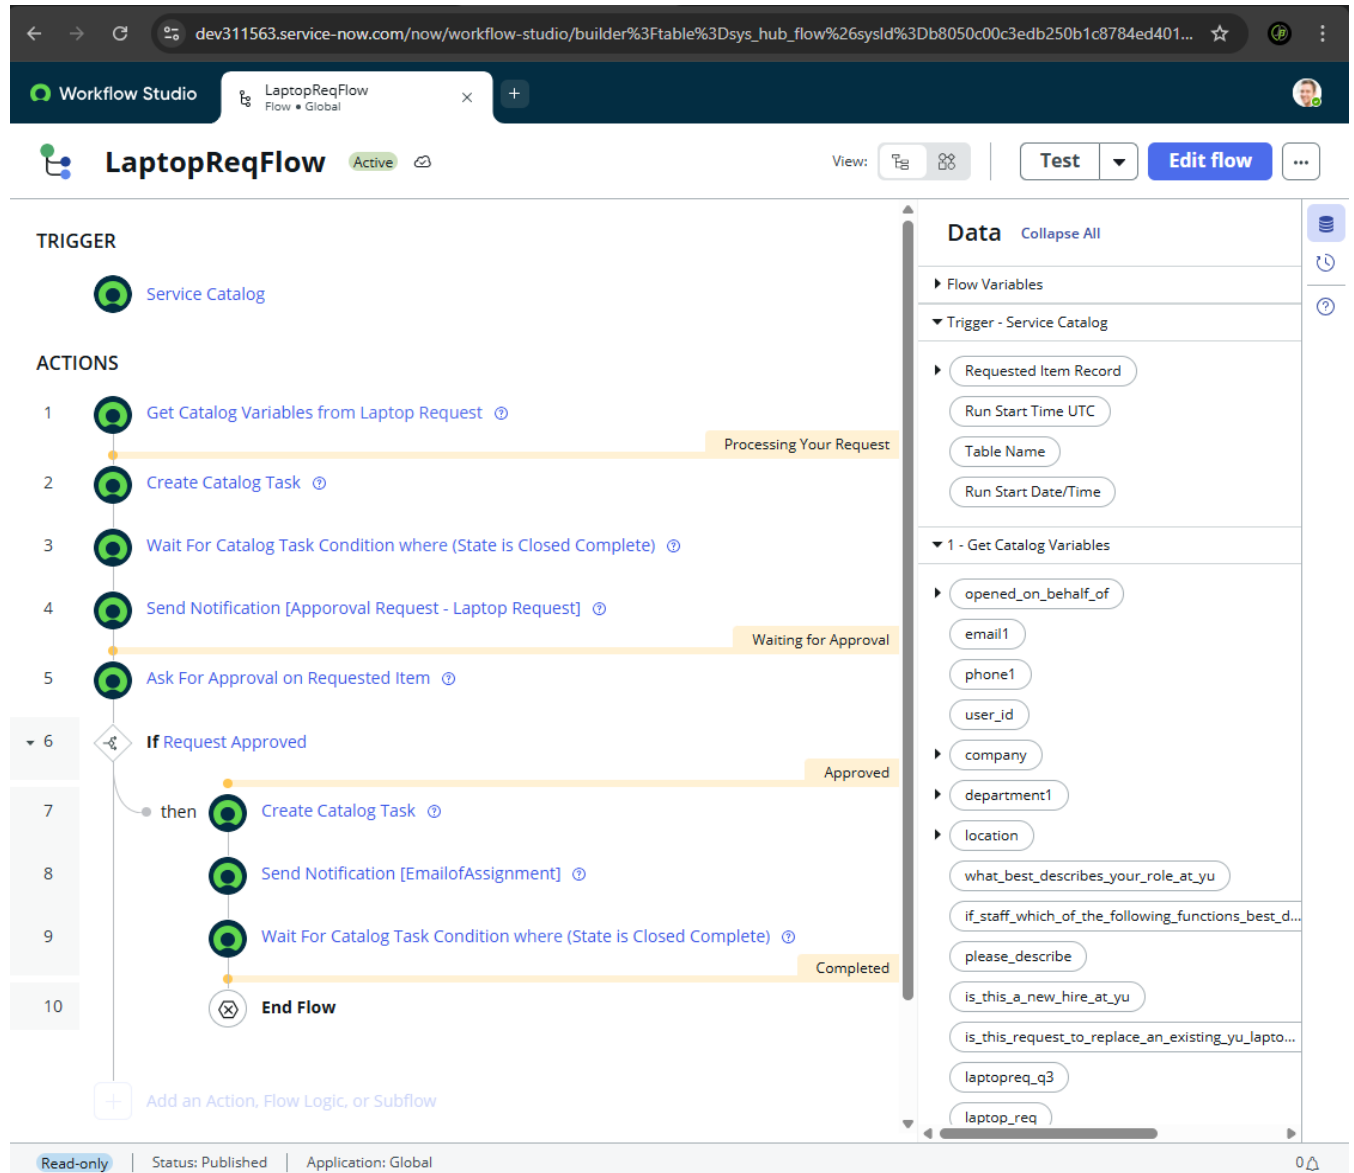 dev311563.service-now.com/now/workflow-studio/builder%3Ftable%3Dsys_hub_flow%26sysId%3Db8050c00c3edb250b1c8784ed401...
Workflow Studio
LaptopReqFlow
Flow • Global
LaptopReqFlow
Active
View:
Test
Edit flow
TRIGGER
Service Catalog
ACTIONS
1 Get Catalog Variables from Laptop Request
Processing Your Request
2 Create Catalog Task
3 Wait For Catalog Task Condition where (State is Closed Complete)
4 Send Notification [Apporoval Request - Laptop Request]
Waiting for Approval
5 Ask For Approval on Requested Item
6 If Request Approved
Approved
7 then Create Catalog Task
8 Send Notification [EmailofAssignment]
9 Wait For Catalog Task Condition where (State is Closed Complete)
Completed
10 End Flow
Add an Action, Flow Logic, or Subflow
Data Collapse All
Flow Variables
Trigger - Service Catalog
Requested Item Record
Run Start Time UTC
Table Name
Run Start Date/Time
1 - Get Catalog Variables
opened_on_behalf_of
email1
phone1
user_id
company
department1
location
what_best_describes_your_role_at_yu
if_staff_which_of_the_following_functions_best_d...
please_describe
is_this_a_new_hire_at_yu
is_this_request_to_replace_an_existing_yu_lapto...
laptopreq_q3
laptop_req
Read-only Status: Published Application: Global 0